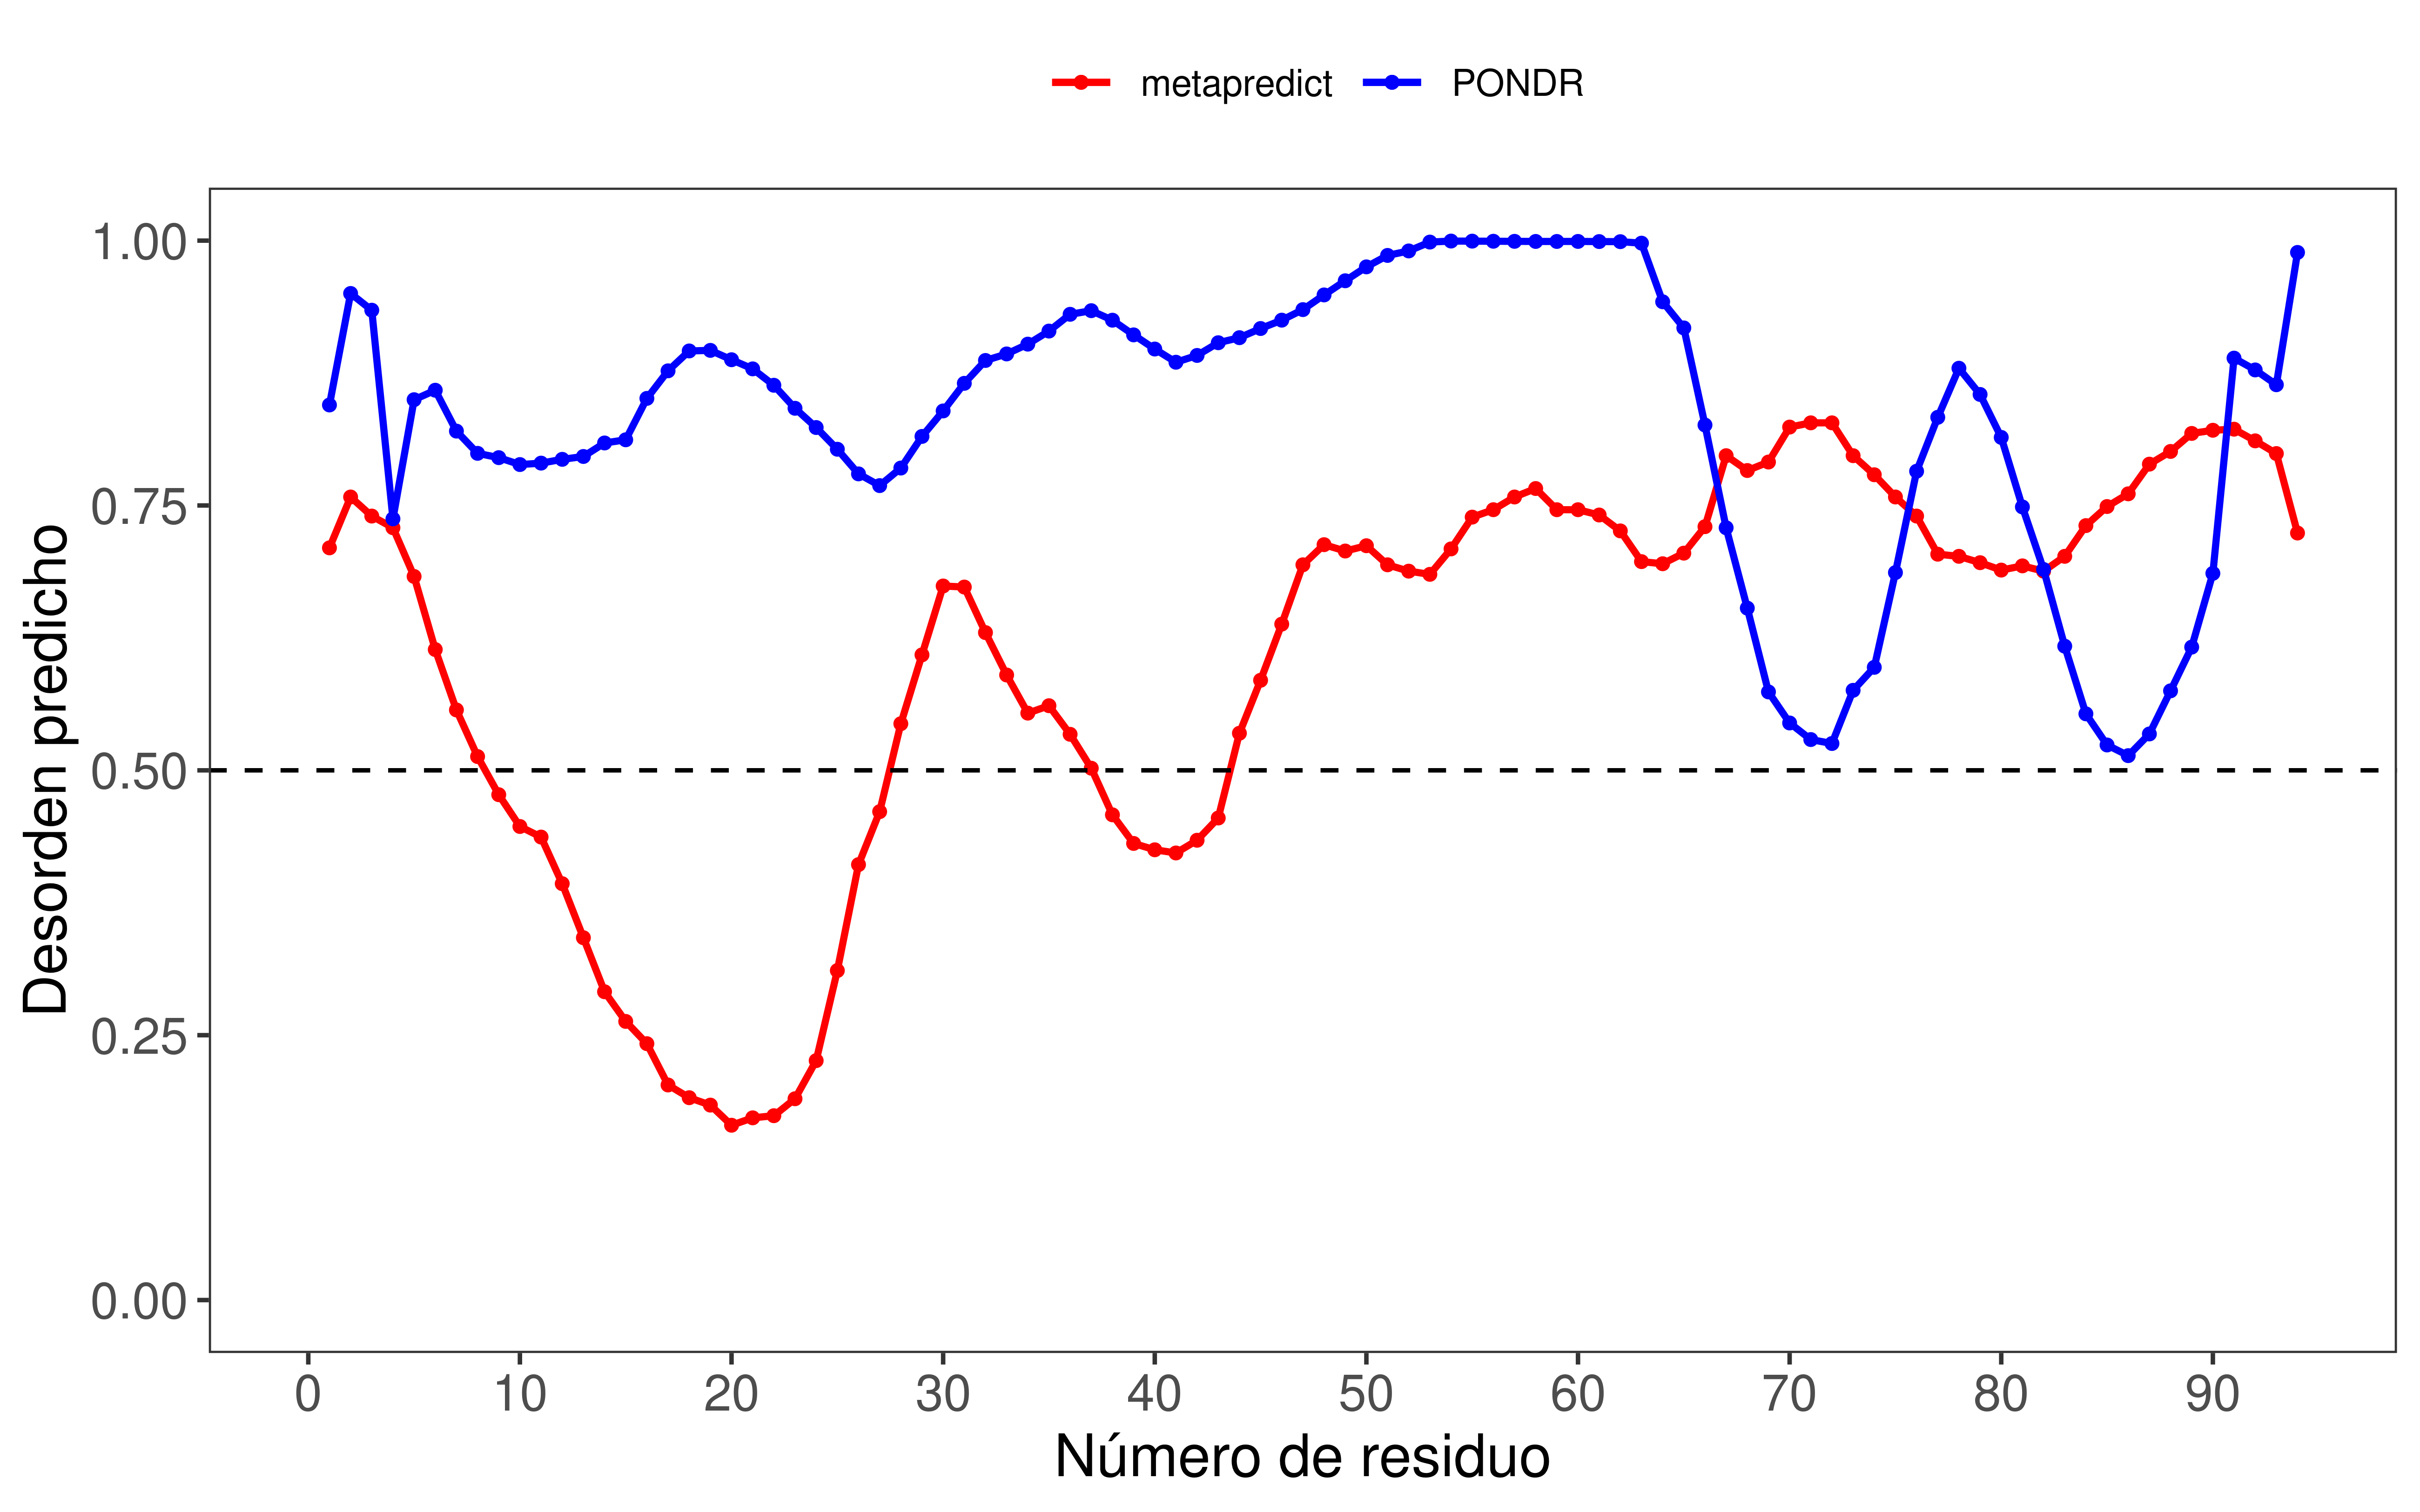 metapredict PONDR
1.00
0.75
0.50
0.25
0.00
Desorden predicho
0 10 20 30 40 50 60 70 80 90
Número de residuo